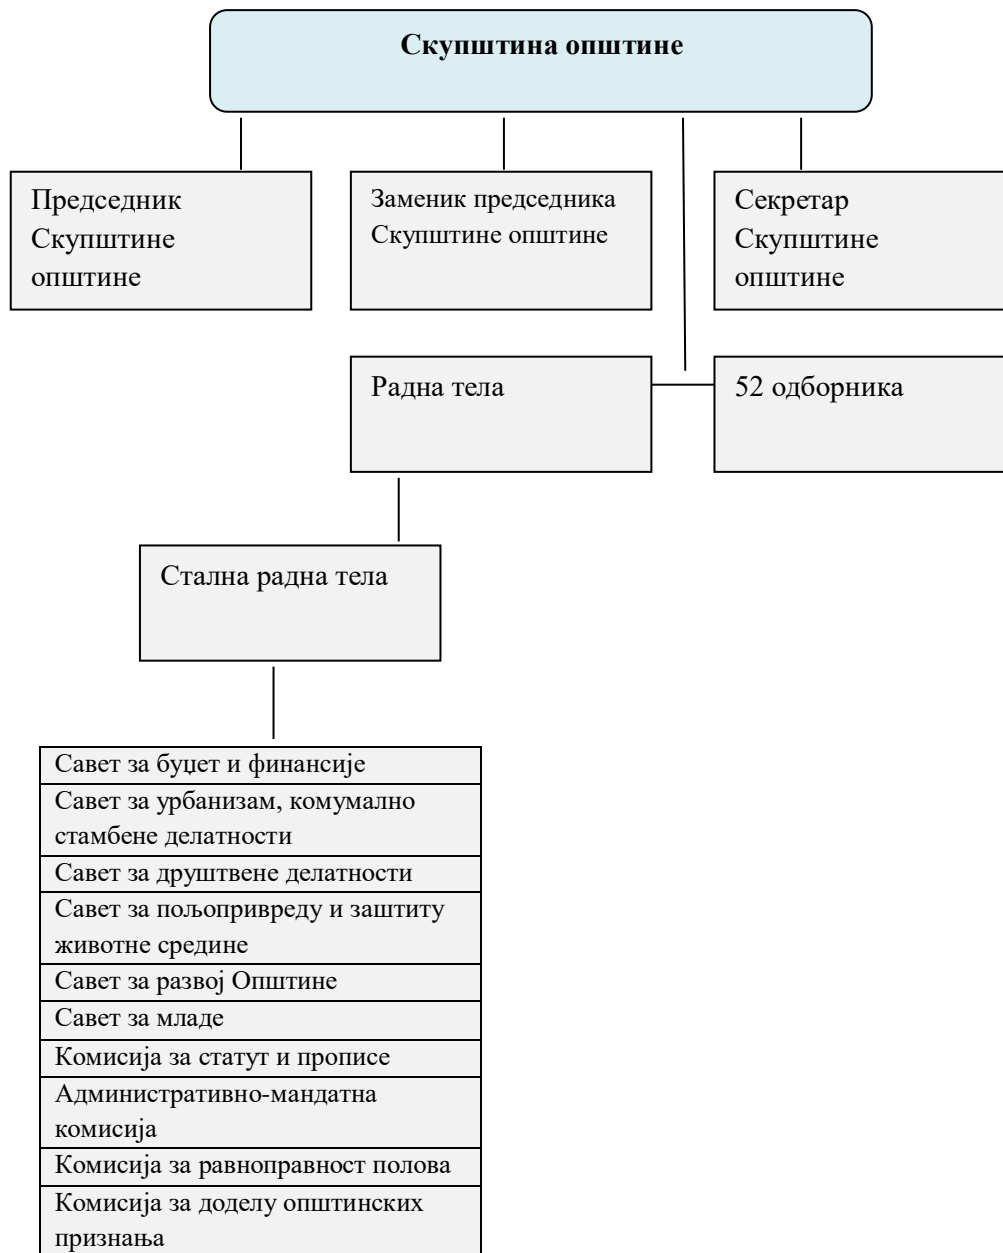 Скупштина општине
Председник
Скупштине
општине
Заменик председника
Скупштине општине
Секретар
Скупштине
општине
Радна тела
52 одборника
Стална радна тела
Савет за буџет и финансије
Савет за урбанизам, комумално
стамбене делатности
Савет за друштвене делатности
Савет за пољопривреду и заштиту
животне средине
Савет за развој Општине
Савет за младе
Комисија за статут и прописе
Административно-мандатна
комисија
Комисија за равноправност полова
Комисија за доделу општинских
признања